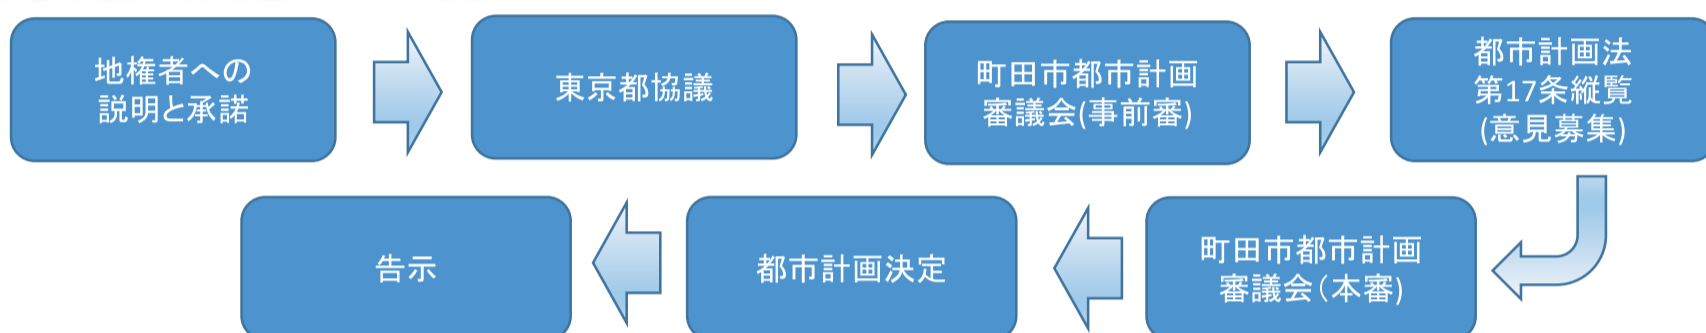 地権者への
説明と承諾
東京都協議
町田市都市計画
審議会(事前審)
都市計画法
第17条縦覧
(意見募集)
町田市都市計画
審議会（本審)
都市計画決定
告示